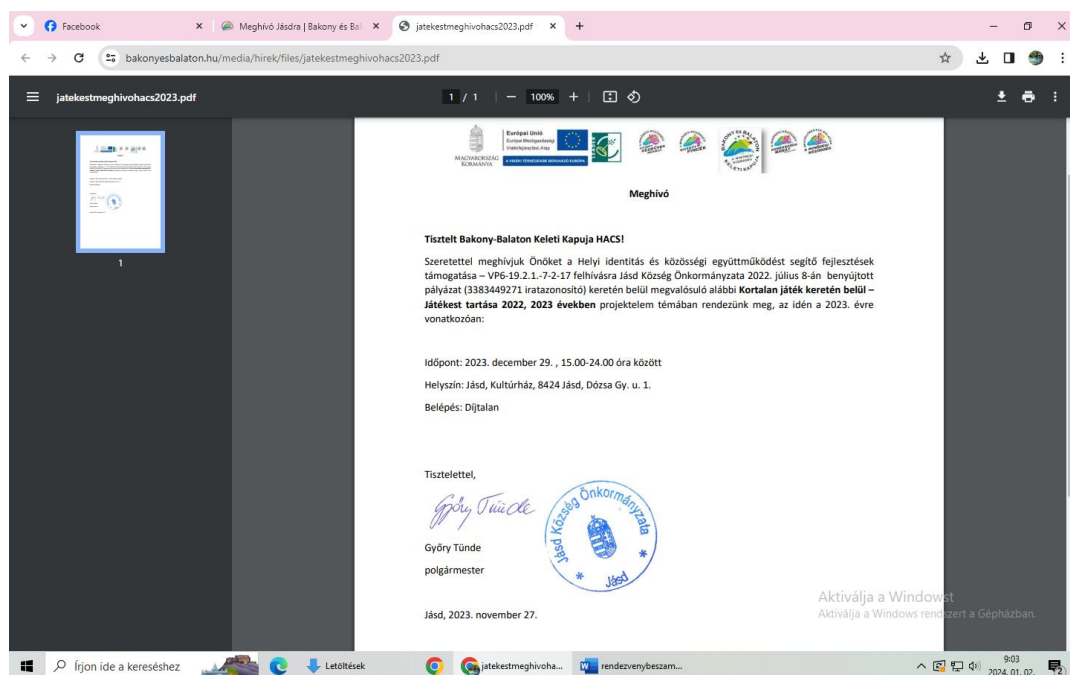 Facebook
Meghívó Jásdra | Bakony és Bal
jatekestmeghivohacs2023.pdf
bakonyesbalaton.hu/media/hirek/files/jatekestmeghivohacs2023.pdf
jatekestmeghivohacs2023.pdf
1 / 1
100%
1
MAGYARORSZÁG
KORMÁNYA
Európai Unió
Európai Mezőgazdasági
Vidékfejlesztési Alap
A VIDÉKI TÉRSÉGEKBE BERUHÁZÓ EURÓPA
Meghívó
Tisztelt Bakony-Balaton Keleti Kapuja HACS!
Szeretettel meghívjuk Önöket a Helyi identitás és közösségi együttműködést segítő fejlesztések
támogatása – VP6-19.2.1.-7-2-17 felhívásra Jásd Község Önkormányzata 2022. július 8-án benyújtott
pályázat (3383449271 iratazonosító) keretén belül megvalósuló alábbi Kortalan játék keretén belül –
Játékest tartása 2022, 2023 években projektelem témában rendezünk meg, az idén a 2023. évre
vonatkozóan:
Időpont: 2023. december 29. , 15.00-24.00 óra között
Helyszín: Jásd, Kultúrház, 8424 Jásd, Dózsa Gy. u. 1.
Belépés: Díjtalan
Tisztelettel,
Győry Tünde
Jásd Község Önkormányzata
* Jásd *
Győry Tünde
polgármester
Jásd, 2023. november 27.
Aktiválja a Windowst
Aktiválja a Windows rendszert a Gépházban.
Írjon ide a kereséshez
Letöltések
jatekestmeghivoha...
rendezvenybeszam...
9:03
2024. 01. 02.
2